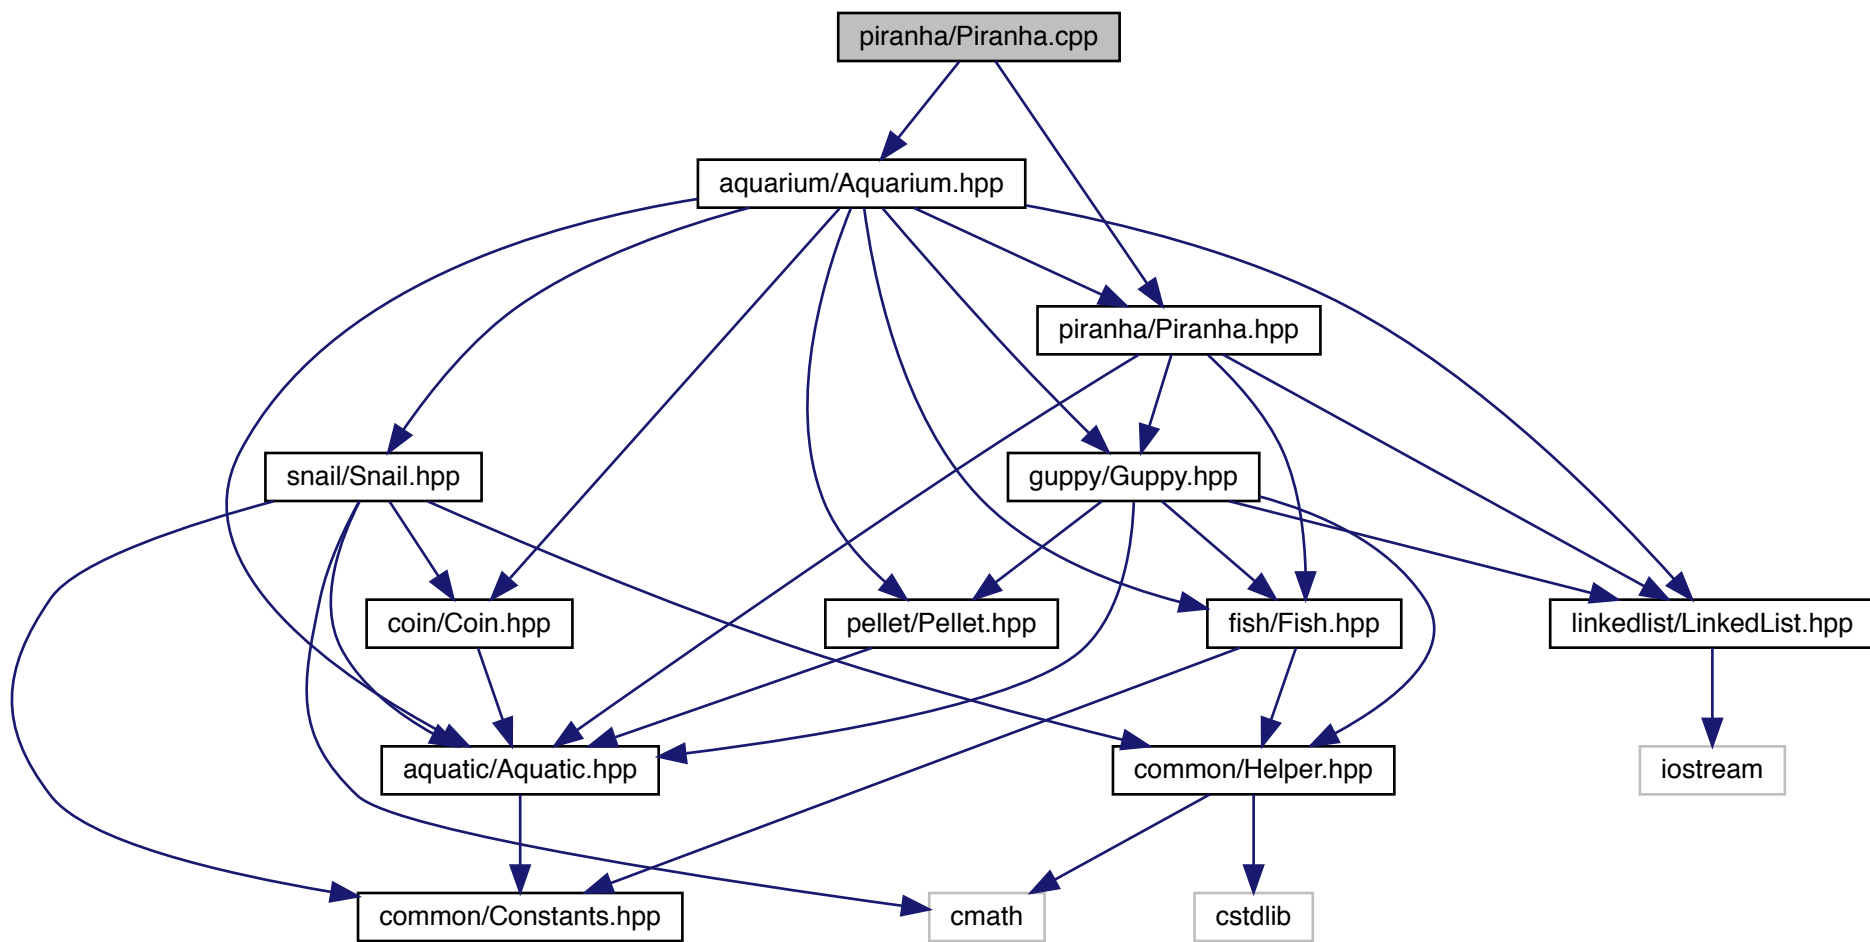 piranha/Piranha.cpp
aquarium/Aquarium.hpp
piranha/Piranha.hpp
snail/Snail.hpp
guppy/Guppy.hpp
coin/Coin.hpp
pellet/Pellet.hpp
fish/Fish.hpp
linkedlist/LinkedList.hpp
aquatic/Aquatic.hpp
common/Helper.hpp
iostream
common/Constants.hpp
cmath
cstdlib